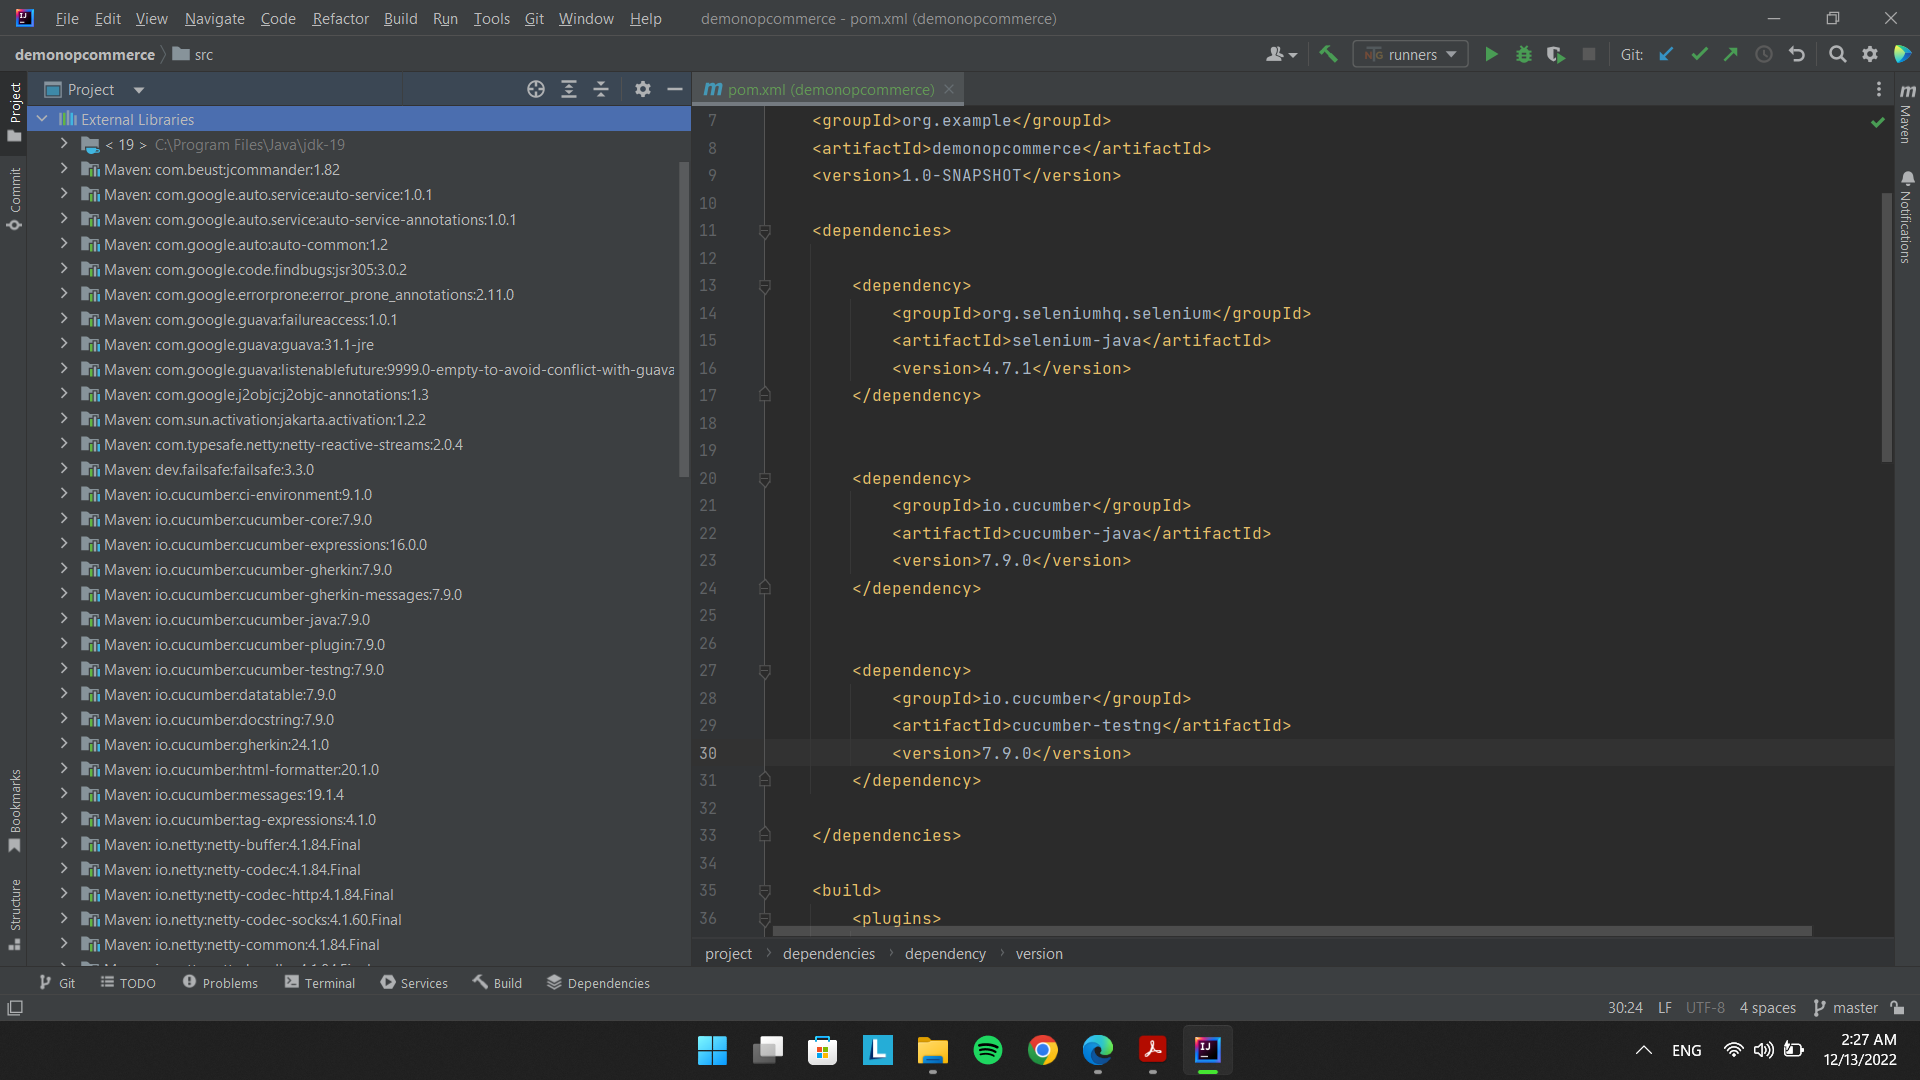 File Edit View Navigate Code Refactor Build Run Tools Git Window Help demonopcommerce - pom.xml (demonopcommerce)
demonopcommerce src runners Git:
Project
pom.xml (demonopcommerce)
External Libraries
< 19 > C:\Program Files\Java\jdk-19
Maven: com.beust:jcommander:1.82
Maven: com.google.auto.service:auto-service:1.0.1
Maven: com.google.auto.service:auto-service-annotations:1.0.1
Maven: com.google.auto:auto-common:1.2
Maven: com.google.code.findbugs:jsr305:3.0.2
Maven: com.google.errorprone:error_prone_annotations:2.11.0
Maven: com.google.guava:failureaccess:1.0.1
Maven: com.google.guava:guava:31.1-jre
Maven: com.google.guava:listenablefuture:9999.0-empty-to-avoid-conflict-with-guava
Maven: com.google.j2objc:j2objc-annotations:1.3
Maven: com.sun.activation:jakarta.activation:1.2.2
Maven: com.typesafe.netty:netty-reactive-streams:2.0.4
Maven: dev.failsafe:failsafe:3.3.0
Maven: io.cucumber:ci-environment:9.1.0
Maven: io.cucumber:cucumber-core:7.9.0
Maven: io.cucumber:cucumber-expressions:16.0.0
Maven: io.cucumber:cucumber-gherkin:7.9.0
Maven: io.cucumber:cucumber-gherkin-messages:7.9.0
Maven: io.cucumber:cucumber-java:7.9.0
Maven: io.cucumber:cucumber-plugin:7.9.0
Maven: io.cucumber:cucumber-testng:7.9.0
Maven: io.cucumber:datatable:7.9.0
Maven: io.cucumber:docstring:7.9.0
Maven: io.cucumber:gherkin:24.1.0
Maven: io.cucumber:html-formatter:20.1.0
Maven: io.cucumber:messages:19.1.4
Maven: io.cucumber:tag-expressions:4.1.0
Maven: io.netty:netty-buffer:4.1.84.Final
Maven: io.netty:netty-codec:4.1.84.Final
Maven: io.netty:netty-codec-http:4.1.84.Final
Maven: io.netty:netty-codec-socks:4.1.60.Final
Maven: io.netty:netty-common:4.1.84.Final
7 <groupId>org.example</groupId>
8 <artifactId>demonopcommerce</artifactId>
9 <version>1.0-SNAPSHOT</version>
10
11 <dependencies>
12
13 <dependency>
14 <groupId>org.seleniumhq.selenium</groupId>
15 <artifactId>selenium-java</artifactId>
16 <version>4.7.1</version>
17 </dependency>
18
19
20 <dependency>
21 <groupId>io.cucumber</groupId>
22 <artifactId>cucumber-java</artifactId>
23 <version>7.9.0</version>
24 </dependency>
25
26
27 <dependency>
28 <groupId>io.cucumber</groupId>
29 <artifactId>cucumber-testng</artifactId>
30 <version>7.9.0</version>
31 </dependency>
32
33 </dependencies>
34
35 <build>
36 <plugins>
project dependencies dependency version
Project
Commit
Bookmarks
Structure
Maven
Notifications
Git TODO Problems Terminal Services Build Dependencies
30:24 LF UTF-8 4 spaces master
ENG
2:27 AM
12/13/2022